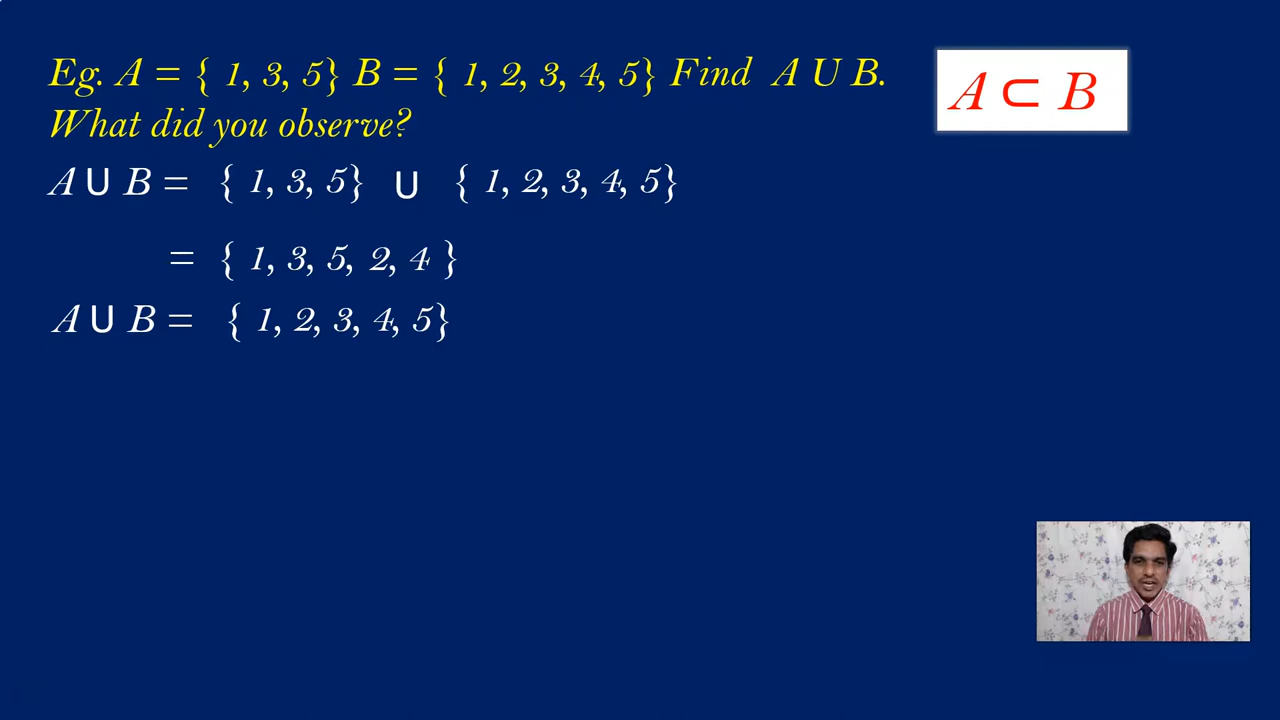 Eg. A = { 1, 3, 5} B = { 1, 2, 3, 4, 5} Find A U B.
What did you observe?
A ⊂ B
A ∪ B = { 1, 3, 5} ∪ { 1, 2, 3, 4, 5}
= { 1, 3, 5, 2, 4 }
A ∪ B = { 1, 2, 3, 4, 5}